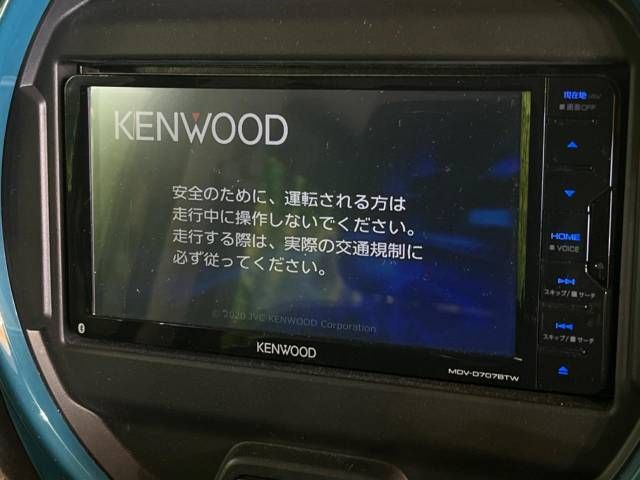 KENWOOD
安全のために、運転される方は
走行中に操作しないでください。
走行する際は、実際の交通規制に
必ず従ってください。
© 2020 JVC KENWOOD Corporation
KENWOOD
MDV-D707BTW
現在地/AV
■ 画面OFF
HOME
■ VOICE
スキップ/■サーチ
スキップ/■サーチ